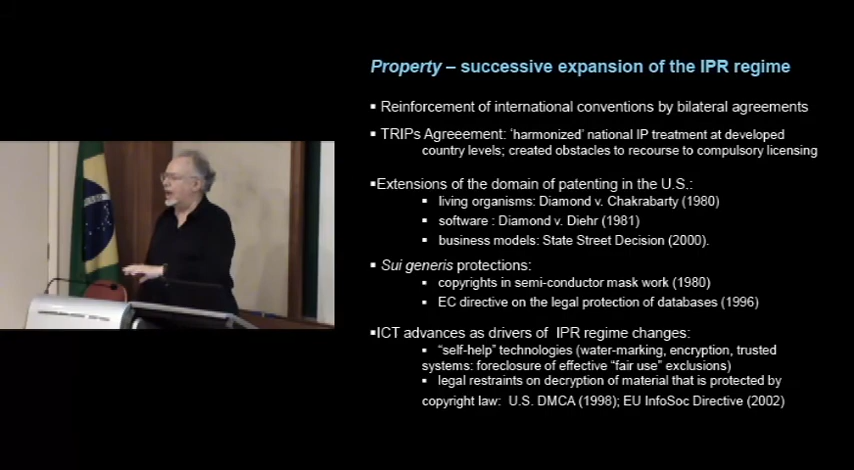 Property – successive expansion of the IPR regime
▪ Reinforcement of international conventions by bilateral agreements
▪ TRIPs Agreeement: 'harmonized' national IP treatment at developed
country levels; created obstacles to recourse to compulsory licensing
▪Extensions of the domain of patenting in the U.S.:
▪ living organisms: Diamond v. Chakrabarty (1980)
▪ software : Diamond v. Diehr (1981)
▪ business models: State Street Decision (2000).
▪ Sui generis protections:
▪ copyrights in semi-conductor mask work (1980)
▪ EC directive on the legal protection of databases (1996)
▪ICT advances as drivers of IPR regime changes:
▪ “self-help” technologies (water-marking, encryption, trusted
systems: foreclosure of effective “fair use” exclusions)
▪ legal restraints on decryption of material that is protected by
copyright law: U.S. DMCA (1998); EU InfoSoc Directive (2002)